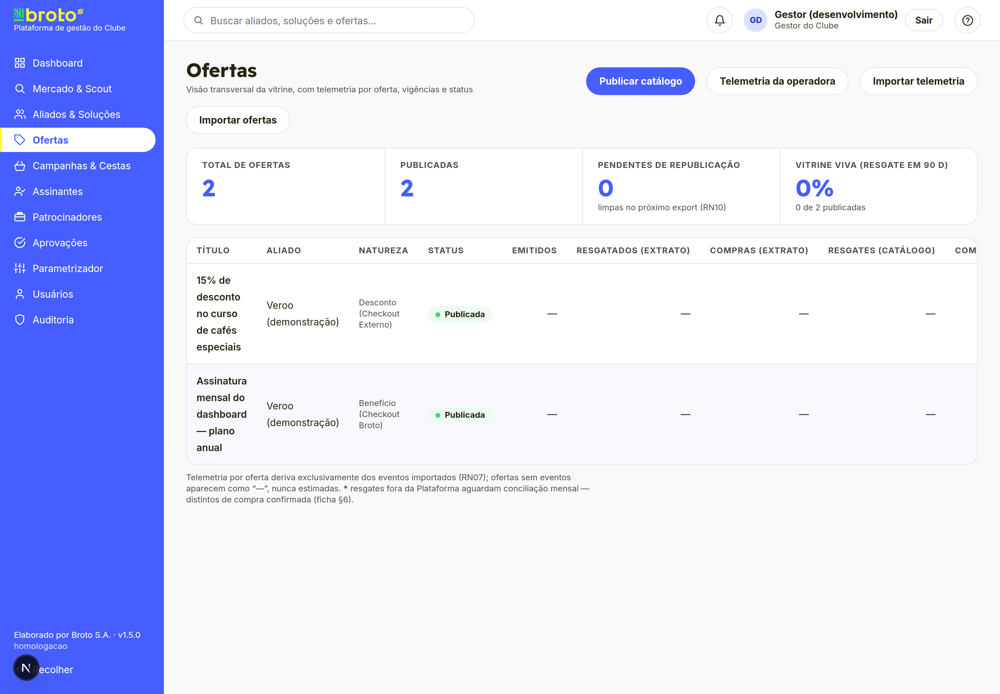 broto
Plataforma de gestão do Clube
Dashboard
Mercado & Scout
Aliados & Soluções
Ofertas
Campanhas & Cestas
Assinantes
Patrocinadores
Aprovações
Parametrizador
Usuários
Auditoria
Elaborado por Broto S.A. · v1.5.0
homologacao
N
Recolher
Buscar aliados, soluções e ofertas...
GD
Gestor (desenvolvimento)
Gestor do Clube
Sair
Ofertas
Visão transversal da vitrine, com telemetria por oferta, vigências e status
Publicar catálogo
Telemetria da operadora
Importar telemetria
Importar ofertas
TOTAL DE OFERTAS
2
PUBLICADAS
2
PENDENTES DE REPUBLICAÇÃO
0
limpas no próximo export (RN10)
VITRINE VIVA (RESGATE EM 90 D)
0%
0 de 2 publicadas
TÍTULO ALIADO NATUREZA STATUS EMITIDOS RESGATADOS (EXTRATO) COMPRAS (EXTRATO) RESGATES (CATÁLOGO) COM
15% de
desconto
no curso
de cafés
especiais
Veroo
(demonstração)
Desconto
(Checkout
Externo)
Publicada
— — — —
Assinatura
mensal do
dashboard
— plano
anual
Veroo
(demonstração)
Benefício
(Checkout
Broto)
Publicada
— — — —
Telemetria por oferta deriva exclusivamente dos eventos importados (RN07); ofertas sem eventos
aparecem como “—”, nunca estimadas. * resgates fora da Plataforma aguardam conciliação mensal —
distintos de compra confirmada (ficha §6).